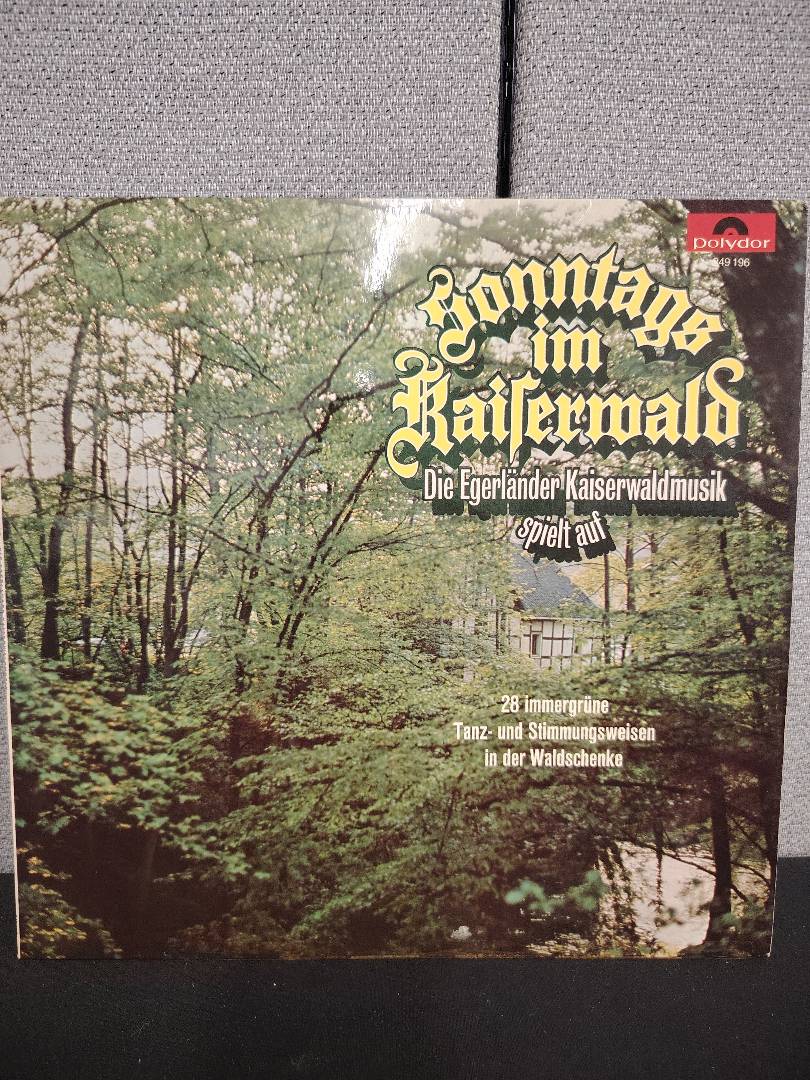 polydor
249 196
Sonntags
im
Kaiſerwald
Die Egerländer Kaiserwaldmusik
spielt auf
28 immergrüne
Tanz- und Stimmungsweisen
in der Waldschenke